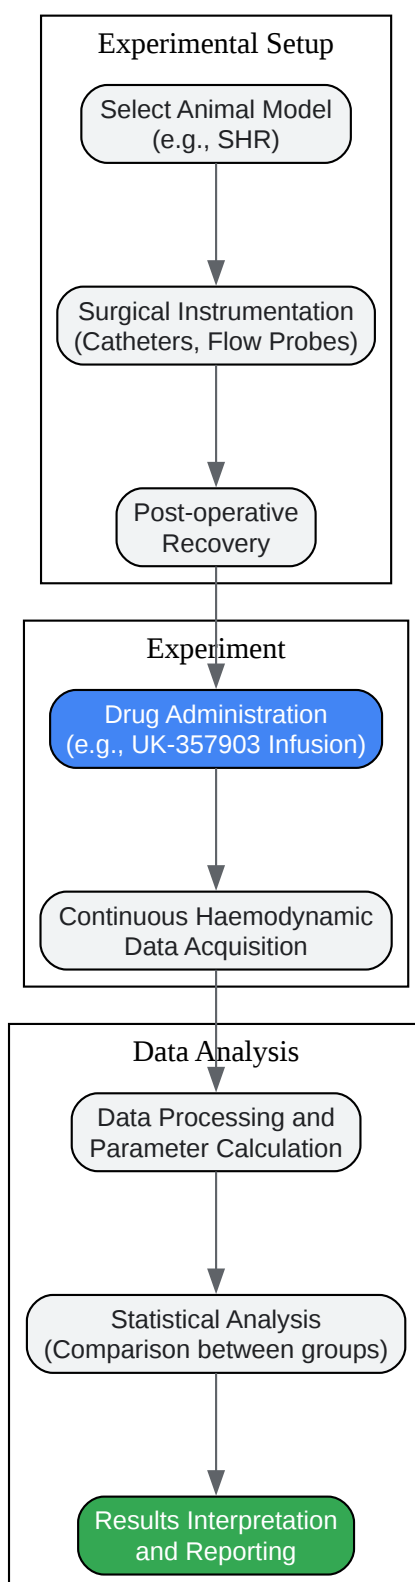 Experimental Setup
Select Animal Model
(e.g., SHR)
Surgical Instrumentation
(Catheters, Flow Probes)
Post-operative
Recovery
Experiment
Drug Administration
(e.g., UK-357903 Infusion)
Continuous Haemodynamic
Data Acquisition
Data Analysis
Data Processing and
Parameter Calculation
Statistical Analysis
(Comparison between groups)
Results Interpretation
and Reporting